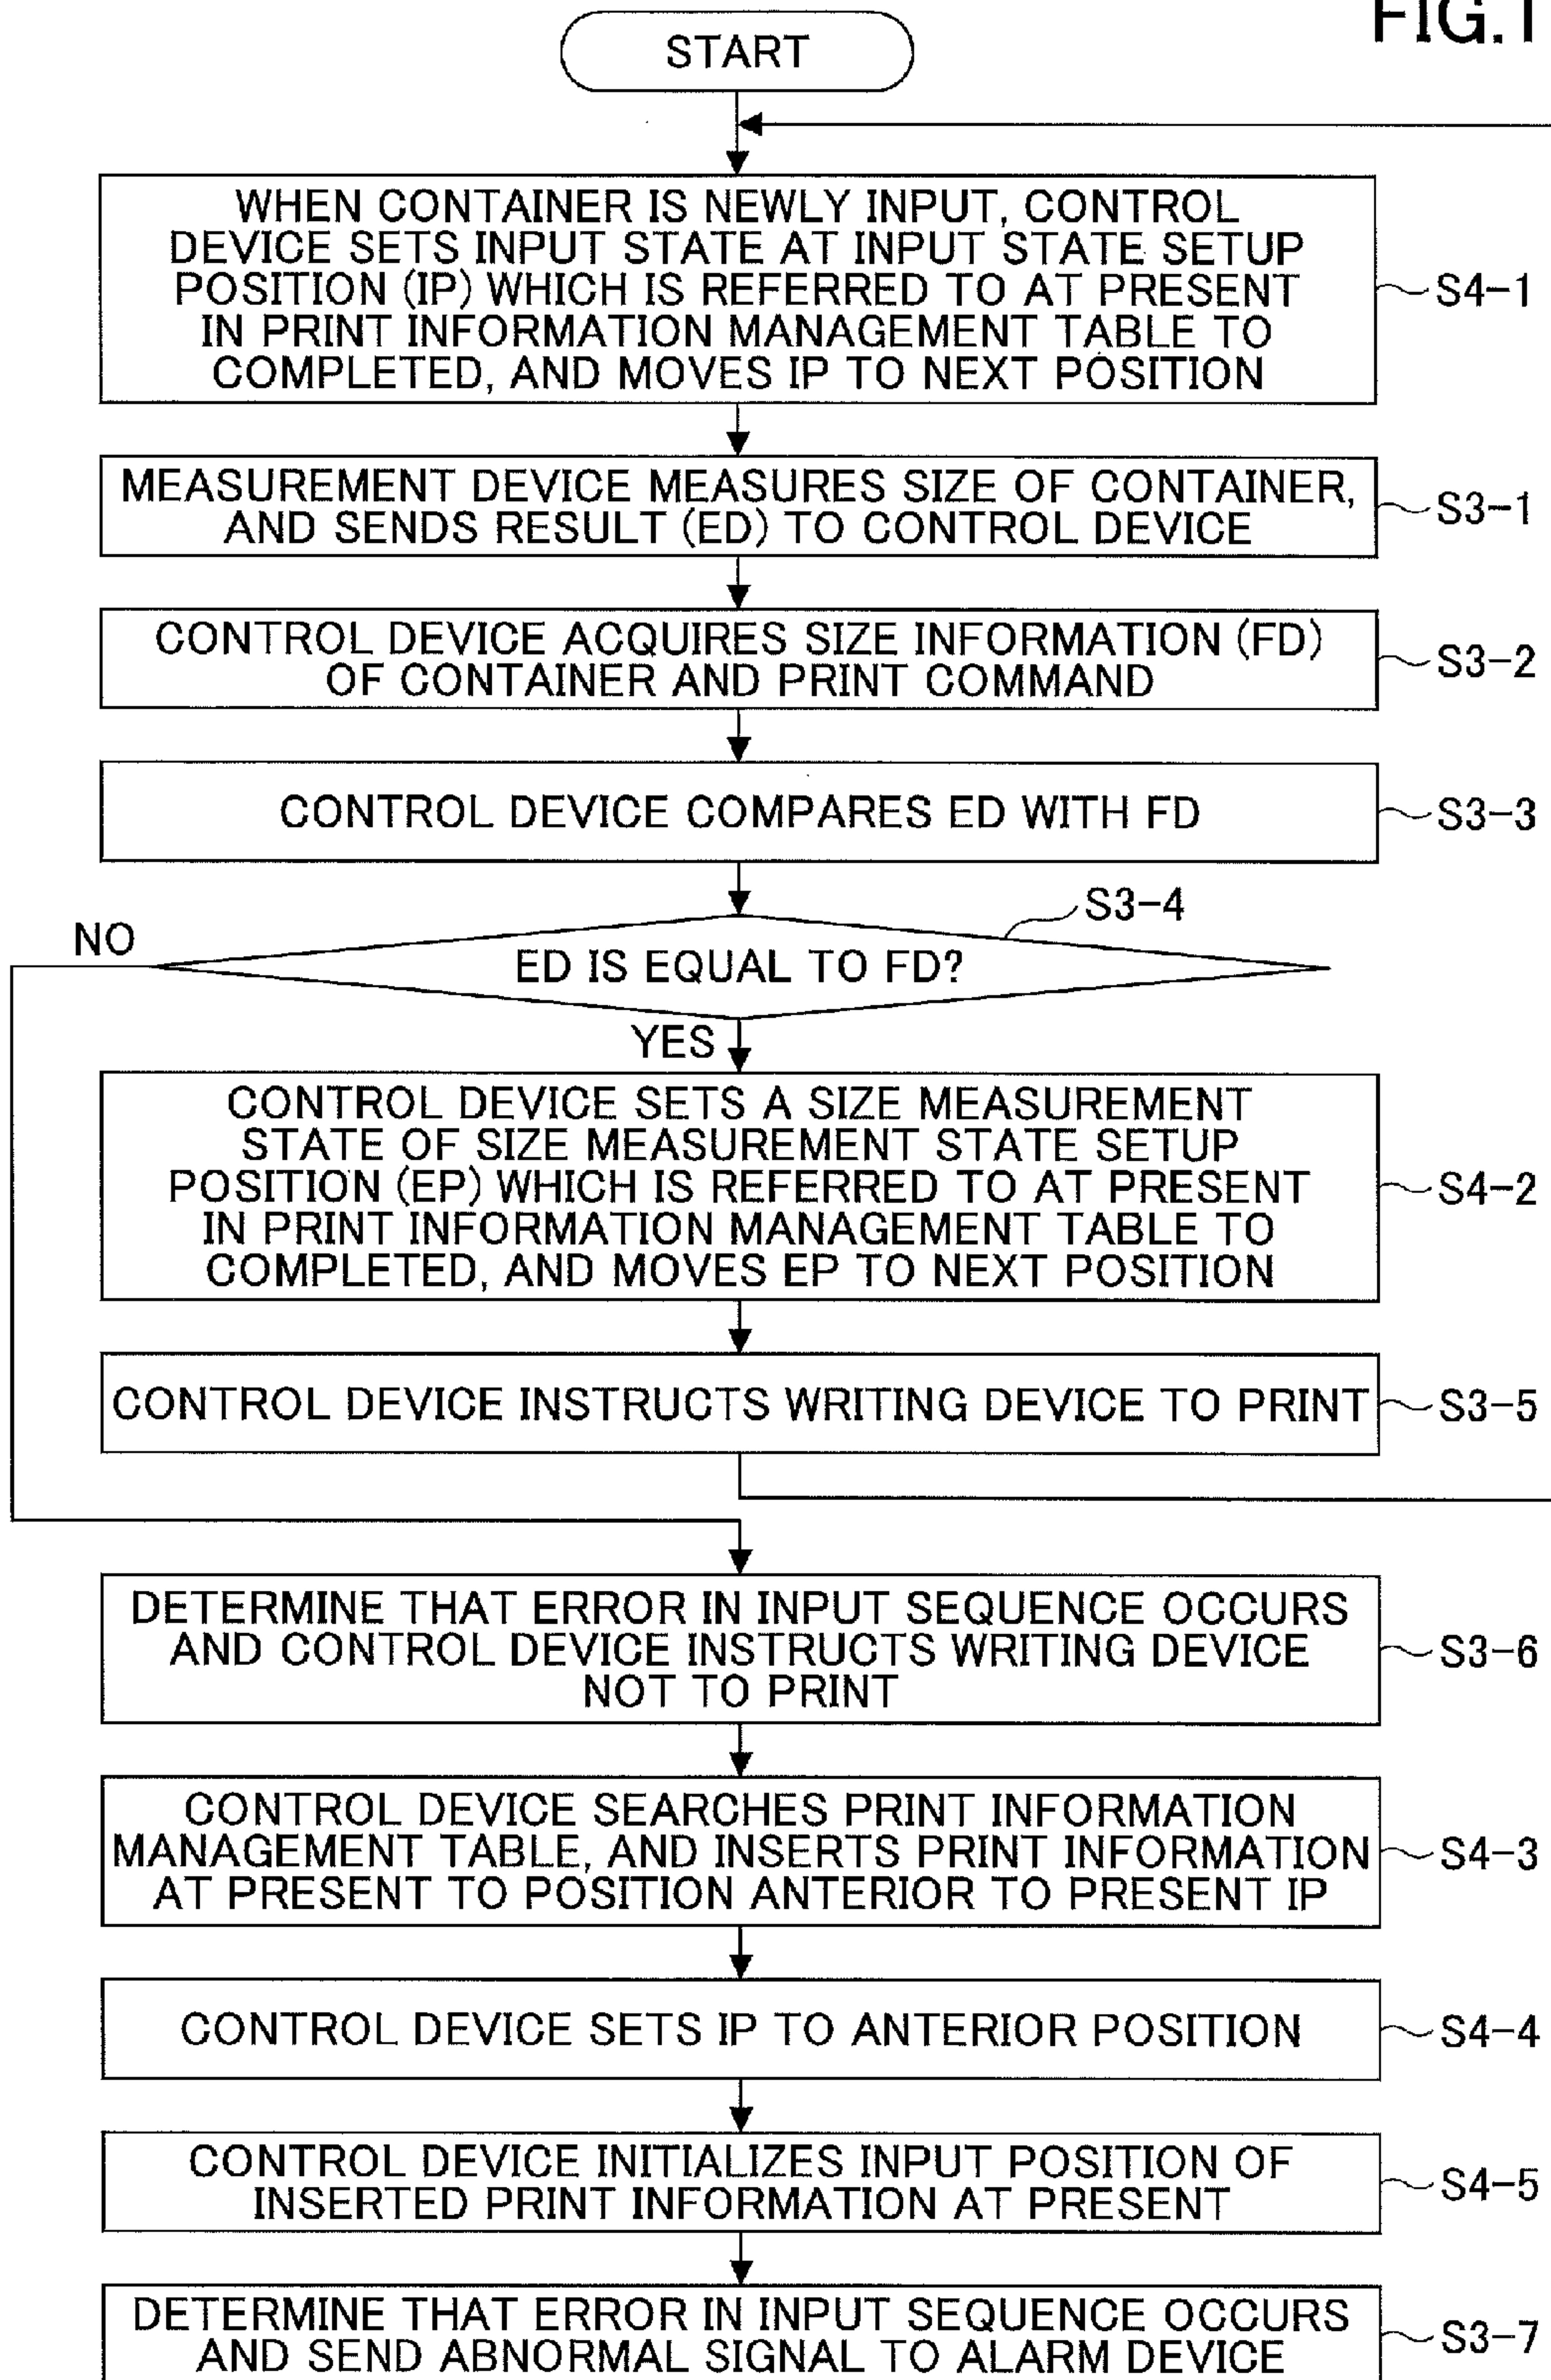 FIG.1
START
WHEN CONTAINER IS NEWLY INPUT, CONTROL
DEVICE SETS INPUT STATE AT INPUT STATE SETUP
POSITION (IP) WHICH IS REFERRED TO AT PRESENT
IN PRINT INFORMATION MANAGEMENT TABLE TO
COMPLETED, AND MOVES IP TO NEXT POSITION
S4-1
MEASUREMENT DEVICE MEASURES SIZE OF CONTAINER,
AND SENDS RESULT (ED) TO CONTROL DEVICE
S3-1
CONTROL DEVICE ACQUIRES SIZE INFORMATION (FD)
OF CONTAINER AND PRINT COMMAND
S3-2
CONTROL DEVICE COMPARES ED WITH FD
S3-3
S3-4
NO
ED IS EQUAL TO FD?
YES
CONTROL DEVICE SETS A SIZE MEASUREMENT
STATE OF SIZE MEASUREMENT STATE SETUP
POSITION (EP) WHICH IS REFERRED TO AT PRESENT
IN PRINT INFORMATION MANAGEMENT TABLE TO
COMPLETED, AND MOVES EP TO NEXT POSITION
S4-2
CONTROL DEVICE INSTRUCTS WRITING DEVICE TO PRINT
S3-5
DETERMINE THAT ERROR IN INPUT SEQUENCE OCCURS
AND CONTROL DEVICE INSTRUCTS WRITING DEVICE
NOT TO PRINT
S3-6
CONTROL DEVICE SEARCHES PRINT INFORMATION
MANAGEMENT TABLE, AND INSERTS PRINT INFORMATION
AT PRESENT TO POSITION ANTERIOR TO PRESENT IP
S4-3
CONTROL DEVICE SETS IP TO ANTERIOR POSITION
S4-4
CONTROL DEVICE INITIALIZES INPUT POSITION OF
INSERTED PRINT INFORMATION AT PRESENT
S4-5
DETERMINE THAT ERROR IN INPUT SEQUENCE OCCURS
AND SEND ABNORMAL SIGNAL TO ALARM DEVICE
S3-7